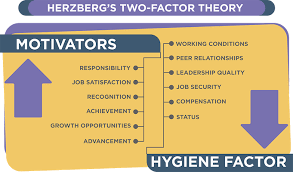 HERZBERG'S TWO-FACTOR THEORY
MOTIVATORS
RESPONSIBILITY
JOB SATISFACTION
RECOGNITION
ACHIEVEMENT
GROWTH OPPORTUNITIES
ADVANCEMENT
WORKING CONDITIONS
PEER RELATIONSHIPS
LEADERSHIP QUALITY
JOB SECURITY
COMPENSATION
STATUS
HYGIENE FACTOR